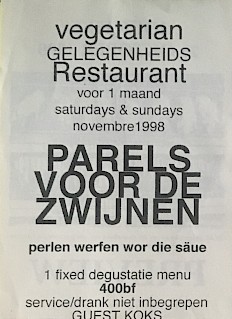 vegetarian
GELEGENHEIDS
Restaurant
voor 1 maand
saturdays & sundays
novembre1998
PARELS
VOOR DE
ZWIJNEN
perlen werfen wor die säue
1 fixed degustatie menu
400bf
service/drank niet inbegrepen
GUEST KOKS